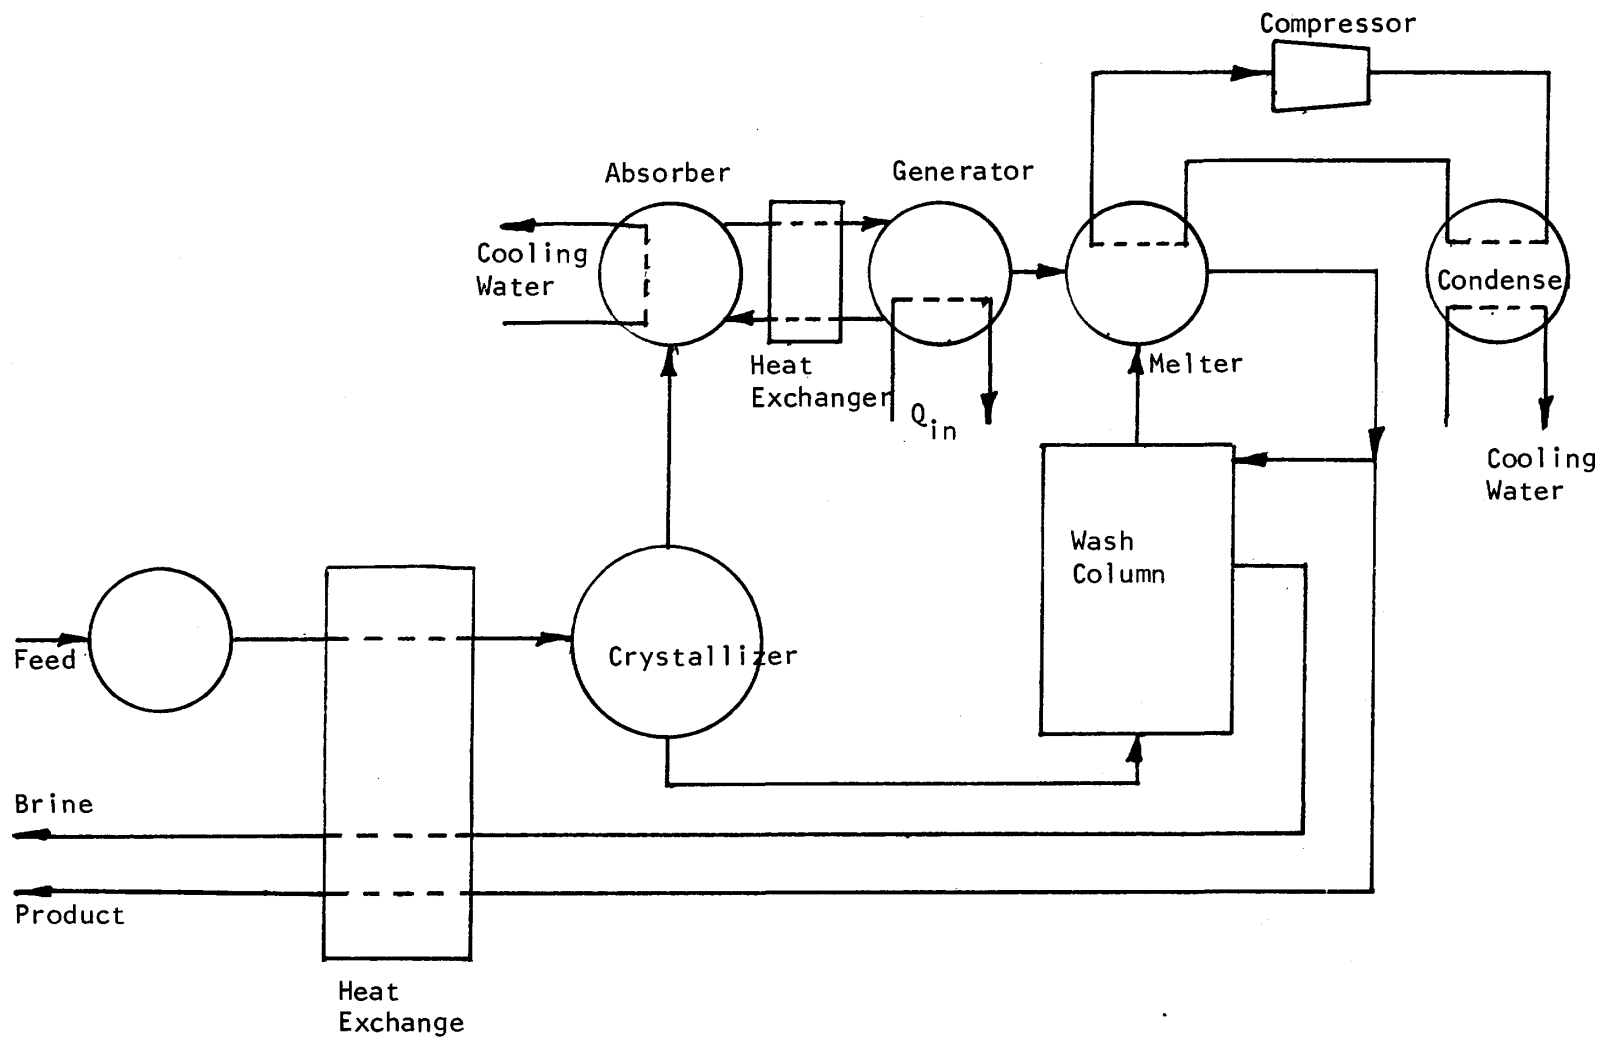 Compressor
Absorber
Generator
Cooling
Water
Condense
Heat
Exchanger
Melter
Q in
Cooling
Water
Wash
Column
Feed
Crystallizer
Brine
Product
Heat
Exchange